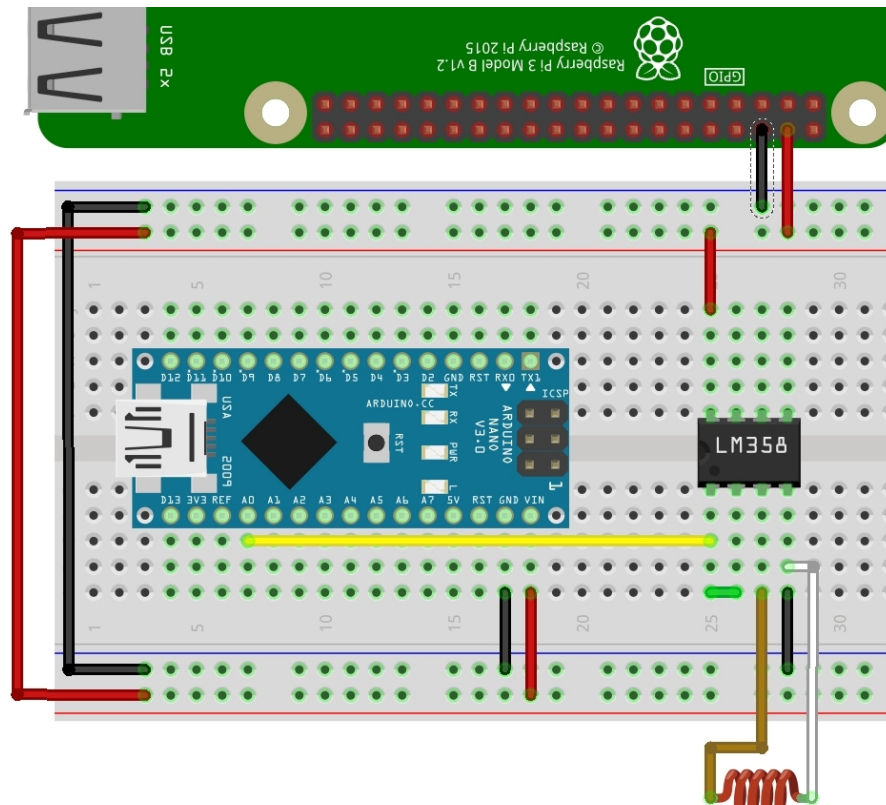 USB 2x
© Raspberry Pi 2015
Raspberry Pi 3 Model B v1.2
GPIO
1 5 10 15 20 25 30
D12 D11 D10 D9 D8 D7 D6 D5 D4 D3 D2 GND RST RX0 TX1
TX
RX
PWR
L
ARDUINO.CC
RST
ICSP
ARDUINO
NANO
V3.0
1
USA
2009
D13 3V3 REF A0 A1 A2 A3 A4 A5 A6 A7 5V RST GND VIN
LM358
1 5 10 15 20 25 30